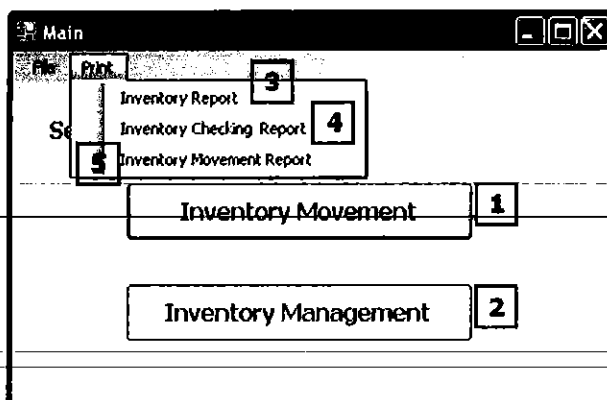 Main
File Print
Inventory Report 3
Se Inventory Checking Report 4
5 Inventory Movement Report
Inventory Movement 1
Inventory Management 2